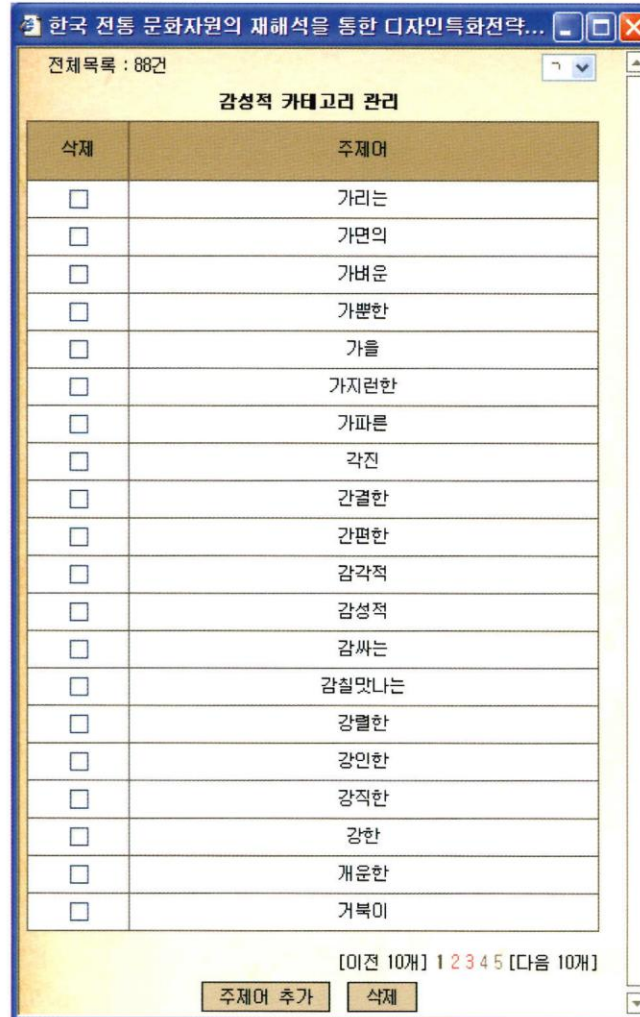 한국 전통 문화자원의 재해석을 통한 디자인특화전략...
전체목록 : 88건
ㄱ
감성적 카테고리 관리
삭제 주제어
가리는
가면의
가벼운
가뿐한
가을
가지런한
가파른
각진
간결한
간편한
감각적
감성적
감싸는
감칠맛나는
강렬한
강인한
강직한
강한
개운한
거북이
[이전 10개] 1 2 3 4 5 [다음 10개]
주제어 추가 삭제